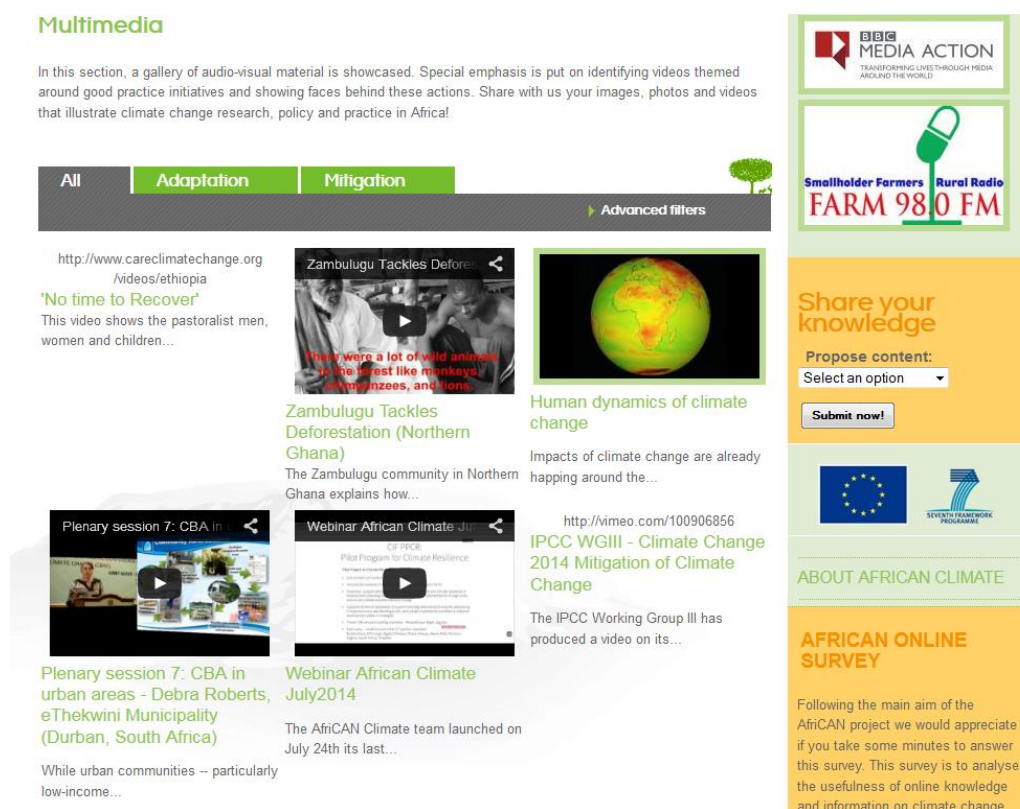 Multimedia
In this section, a gallery of audio-visual material is showcased. Special emphasis is put on identifying videos themed
around good practice initiatives and showing faces behind these actions. Share with us your images, photos and videos
that illustrate climate change research, policy and practice in Africa!
All
Adaptation
Mitigation
Advanced filters
http://www.careclimatechange.org
/videos/ethiopia
'No time to Recover'
This video shows the pastoralist men,
women and children...
Zambulugu Tackles Defore
There were a lot of wild animals
in the forest like monkeys,
chimpanzees, and lions.
Zambulugu Tackles
Deforestation (Northern
Ghana)
The Zambulugu community in Northern
Ghana explains how...
Human dynamics of climate
change
Impacts of climate change are already
happing around the...
Plenary session 7: CBA in
Plenary session 7: CBA in
urban areas - Debra Roberts,
eThekwini Municipality
(Durban, South Africa)
While urban communities -- particularly
low-income...
Webinar African Climate Ju
CIF PPCR:
Pilot Program for Climate Resilience
Webinar African Climate
July2014
The AfriCAN Climate team launched on
July 24th its last...
http://vimeo.com/100906856
IPCC WGIII - Climate Change
2014 Mitigation of Climate
Change
The IPCC Working Group III has
produced a video on its...
BBC
MEDIA ACTION
TRANSFORMING LIVES THROUGH MEDIA
AROUND THE WORLD
Smallholder Farmers Rural Radio
FARM 98.0 FM
Share your
knowledge
Propose content:
Select an option
Submit now!
SEVENTH FRAMEWORK
PROGRAMME
ABOUT AFRICAN CLIMATE
AFRICAN ONLINE
SURVEY
Following the main aim of the
AfriCAN project we would appreciate
if you take some minutes to answer
this survey. This survey is to analyse
the usefulness of online knowledge
and information on climate change